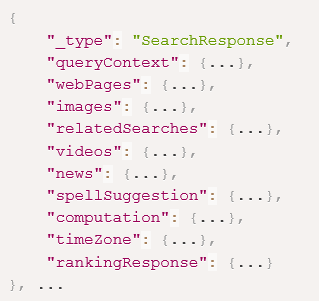 {
    "_type": "SearchResponse",
    "queryContext": {...},
    "webPages": {...},
    "images": {...},
    "relatedSearches": {...},
    "videos": {...},
    "news": {...},
    "spellSuggestion": {...},
    "computation": {...},
    "timeZone": {...},
    "rankingResponse": {...}
}, ...